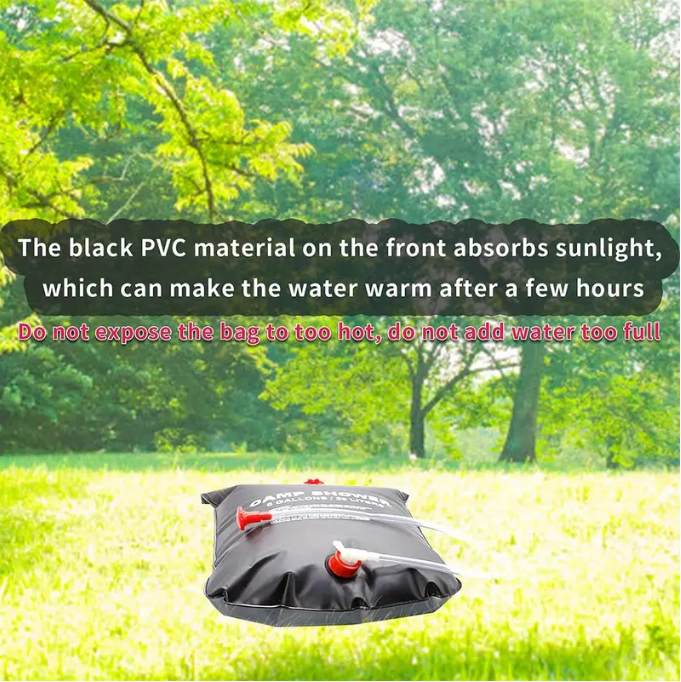 The black PVC material on the front absorbs sunlight,
which can make the water warm after a few hours
Do not expose the bag to too hot, do not add water too full